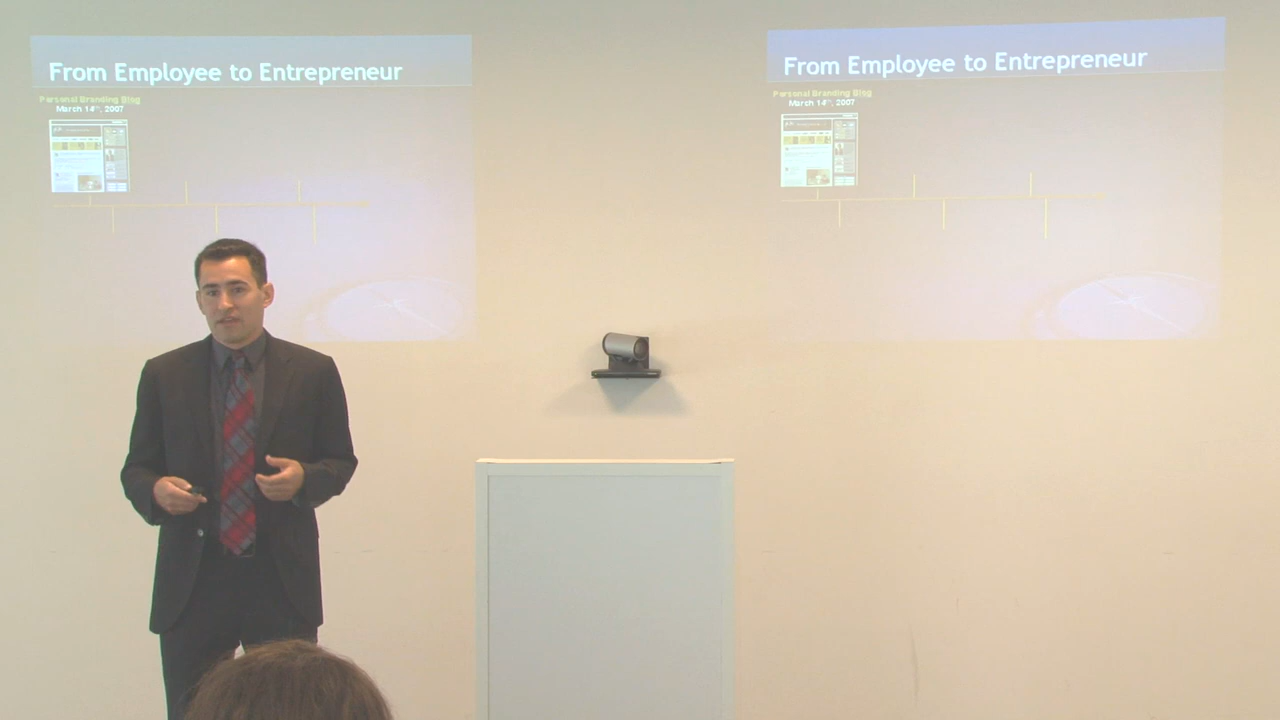 From Employee to Entrepreneur
Personal Branding Blog
March 14th, 2007
From Employee to Entrepreneur
Personal Branding Blog
March 14th, 2007